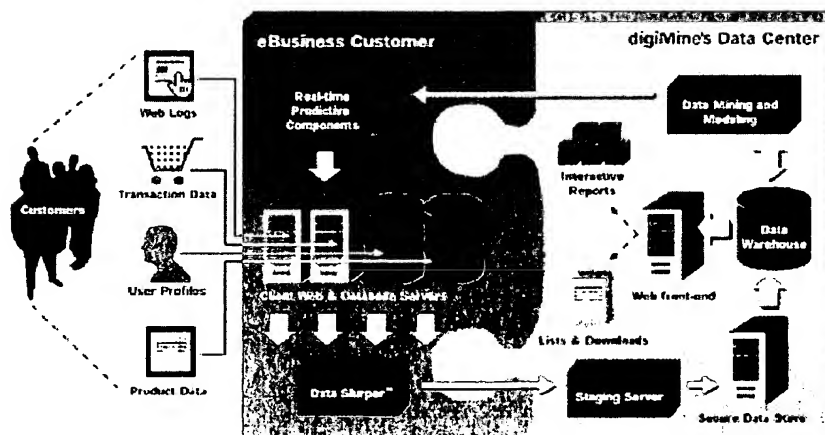 eBusiness Customer
digiMine's Data Center
Web Logs
Real-time
Predictive
Components
Data Mining and
Modeling
Interactive
Reports
Customers
Transaction Data
Data
Warehouse
User Profiles
Client Web & Database Servers
Web front-end
Lists & Downloads
Product Data
Data Slurper™
Staging Server
Secure Data Store